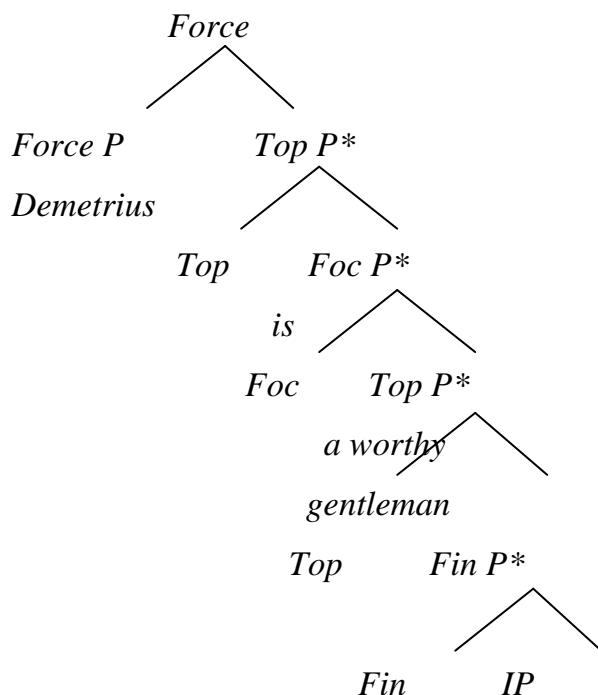 Force
Force P Top P*
Demetrius
Top Foc P*
is
Foc Top P*
a worthy
gentleman
Top Fin P*
Fin IP